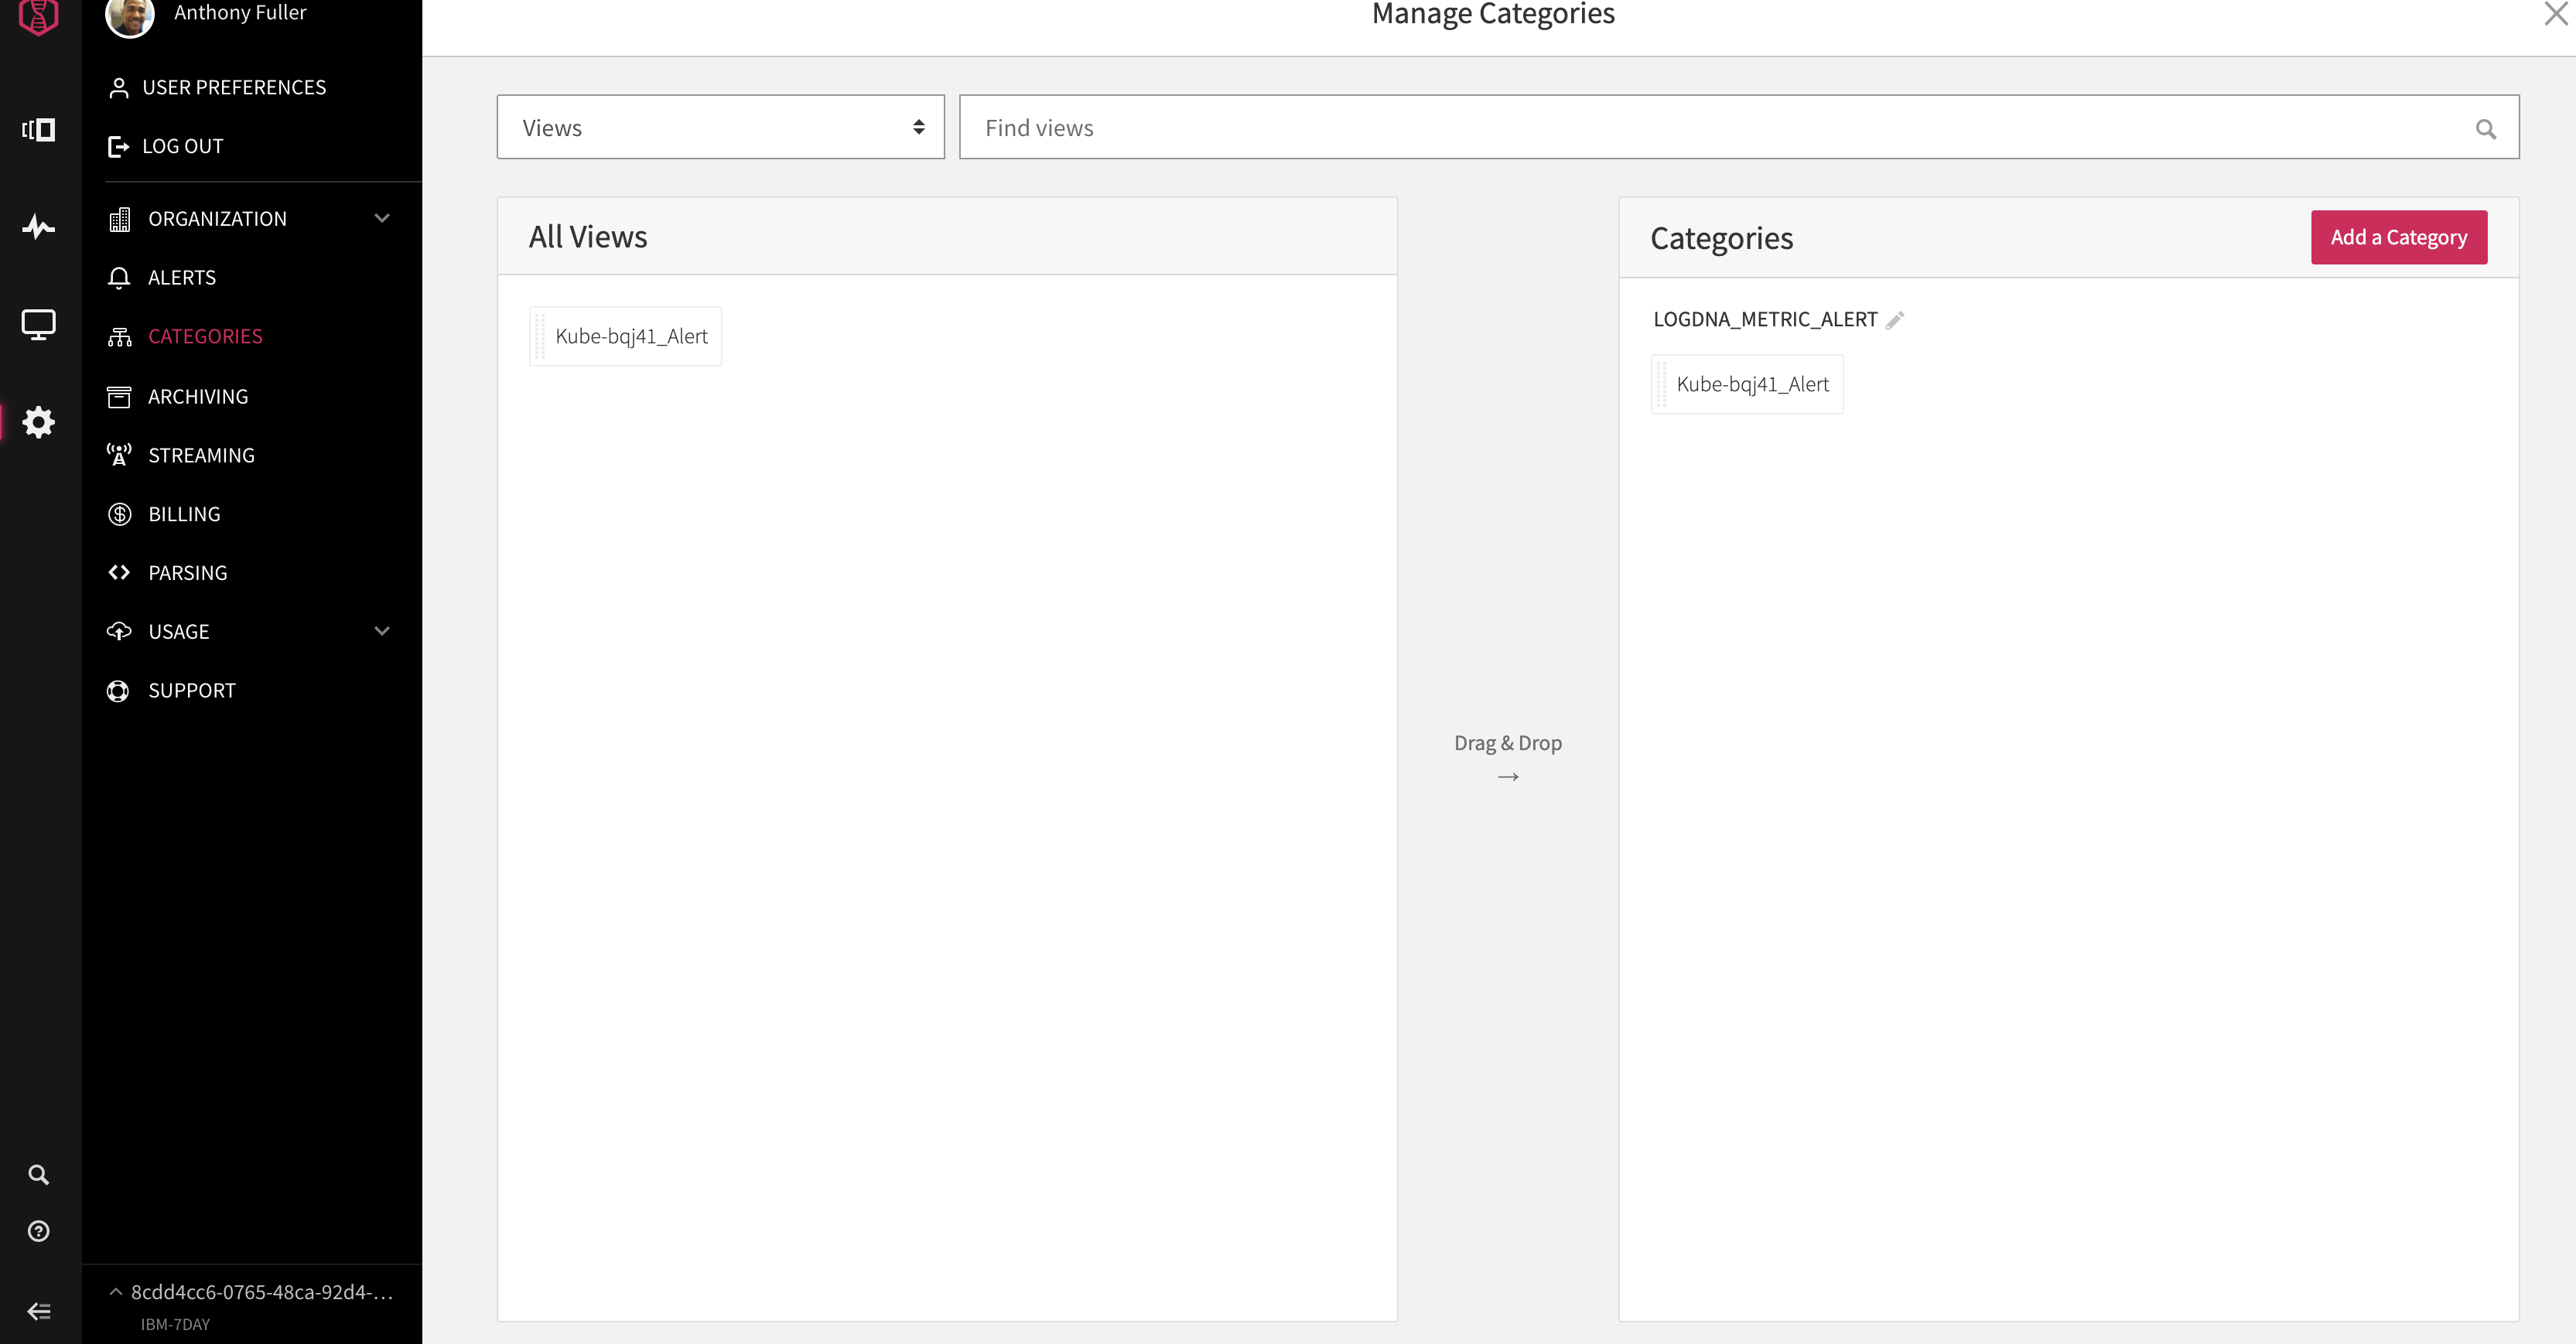 Anthony Fuller
USER PREFERENCES
LOG OUT
ORGANIZATION
ALERTS
CATEGORIES
ARCHIVING
STREAMING
BILLING
PARSING
USAGE
SUPPORT
8cdd4cc6-0765-48ca-92d4-...
IBM-7DAY
Manage Categories
Views
Find views
All Views
Kube-bqj41_Alert
Drag & Drop
→
Categories
Add a Category
LOGDNA_METRIC_ALERT
Kube-bqj41_Alert